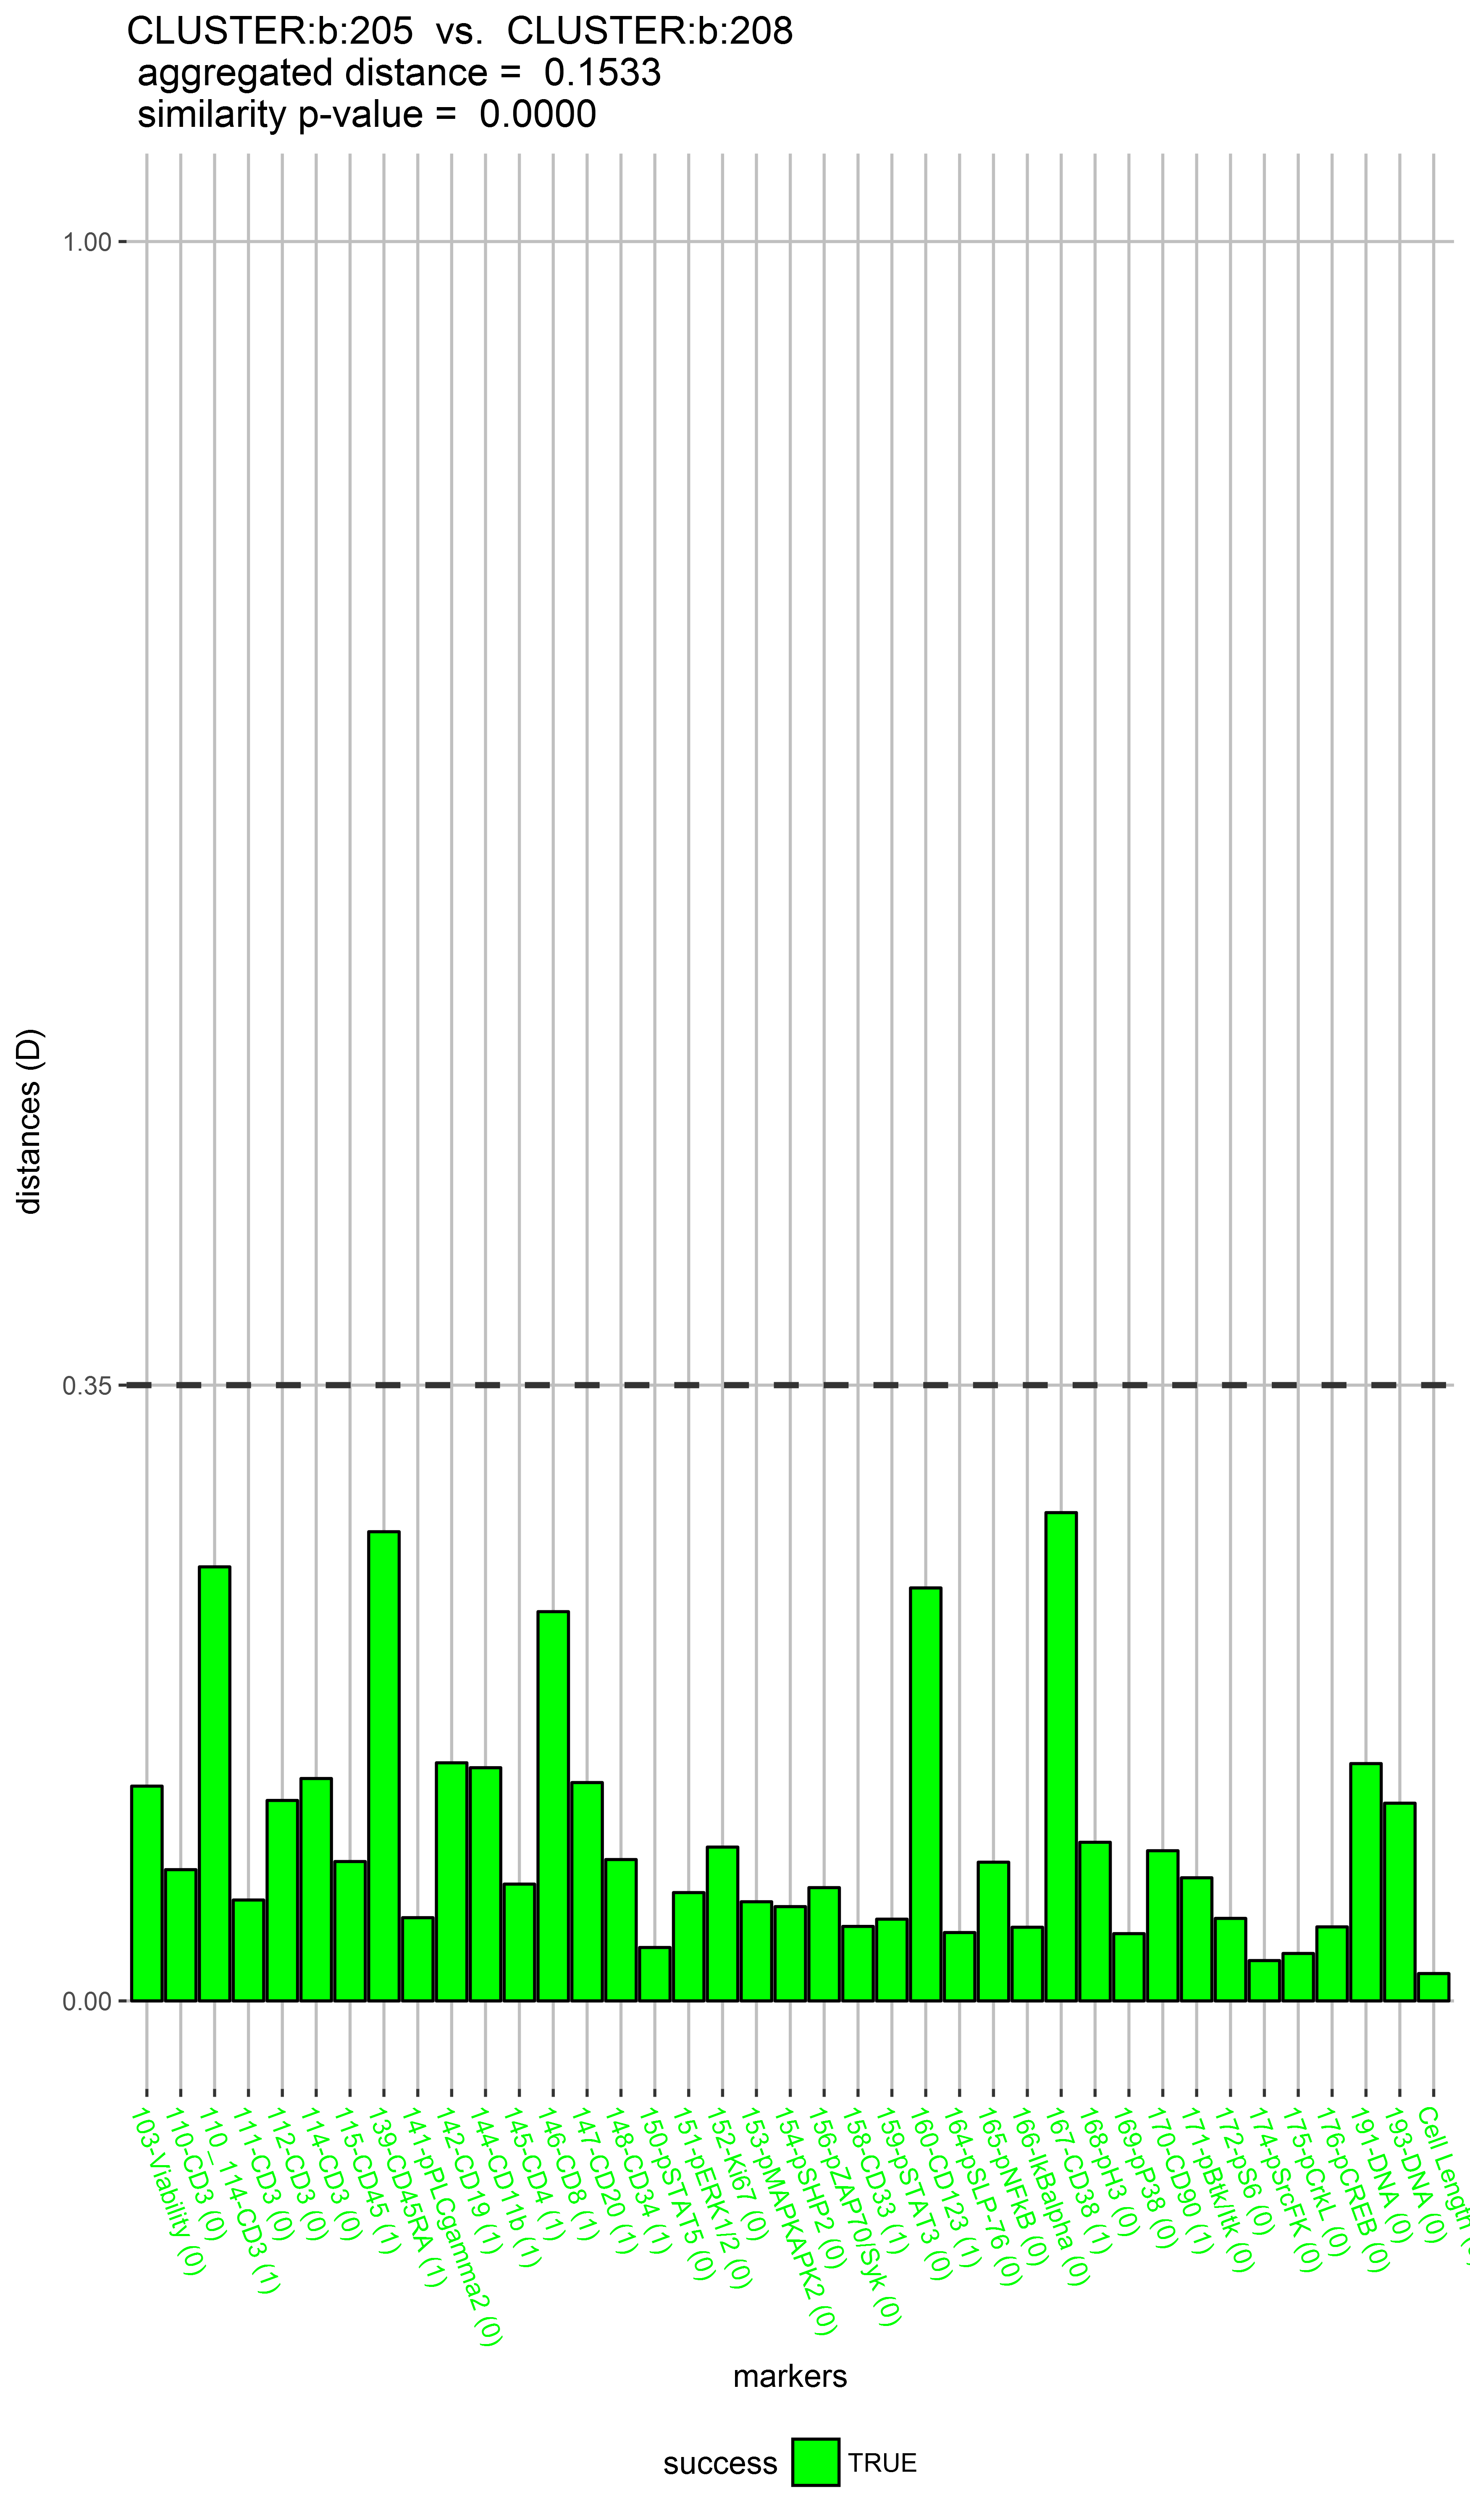 CLUSTER:b:205 vs. CLUSTER:b:208
aggregated distance = 0.1533
similarity p-value = 0.0000
1.00
0.35
0.00
distances (D)
103-Viability (0)
110-CD3 (0)
110_114-CD3 (1)
111-CD3 (0)
112-CD3 (0)
114-CD3 (0)
115-CD45 (1)
139-CD45RA (1)
141-pPLCgamma2 (0)
142-CD19 (1)
144-CD11b (1)
145-CD4 (1)
146-CD8 (1)
147-CD20 (1)
148-CD34 (1)
150-pSTAT5 (0)
151-pERK1/2 (0)
152-Ki67 (0)
153-pMAPKAPK2 (0)
154-pSHP2 (0)
156-pZAP70/Syk (0)
158-CD33 (1)
159-pSTAT3 (0)
160-CD123 (1)
164-pSLP-76 (0)
165-pNFkB (0)
166-IkBalpha (0)
167-CD38 (1)
168-pH3 (0)
169-pP38 (0)
170-CD90 (1)
171-pBtk/Itk (0)
172-pS6 (0)
174-pSrcFK (0)
175-pCrkL (0)
176-pCREB (0)
191-DNA (0)
193-DNA (0)
Cell Length
markers
success TRUE